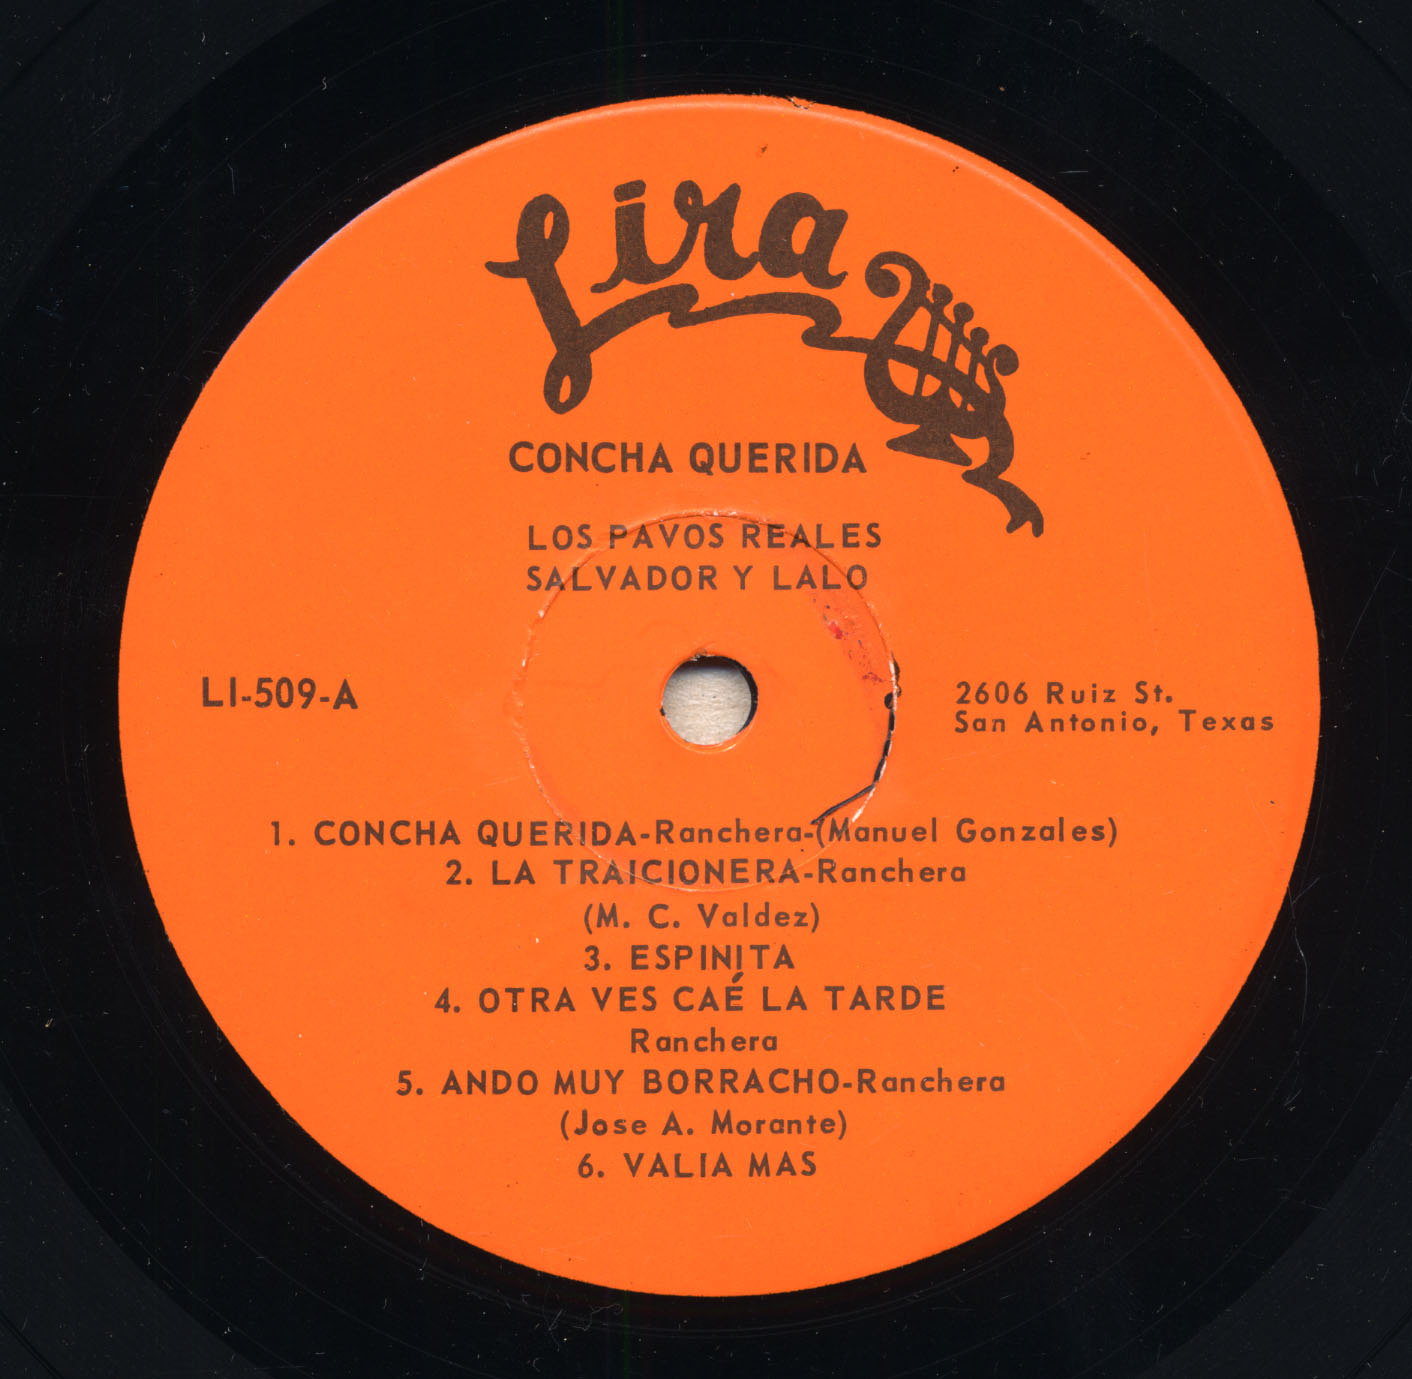 Lira
CONCHA QUERIDA
LOS PAVOS REALES
SALVADOR Y LALO
LI-509-A
2606 Ruiz St.
San Antonio, Texas
1. CONCHA QUERIDA-Ranchera-(Manuel Gonzales)
2. LA TRAICIONERA-Ranchera
(M. C. Valdez)
3. ESPINITA
4. OTRA VES CAÉ LA TARDE
Ranchera
5. ANDO MUY BORRACHO-Ranchera
(Jose A. Morante)
6. VALIA MAS